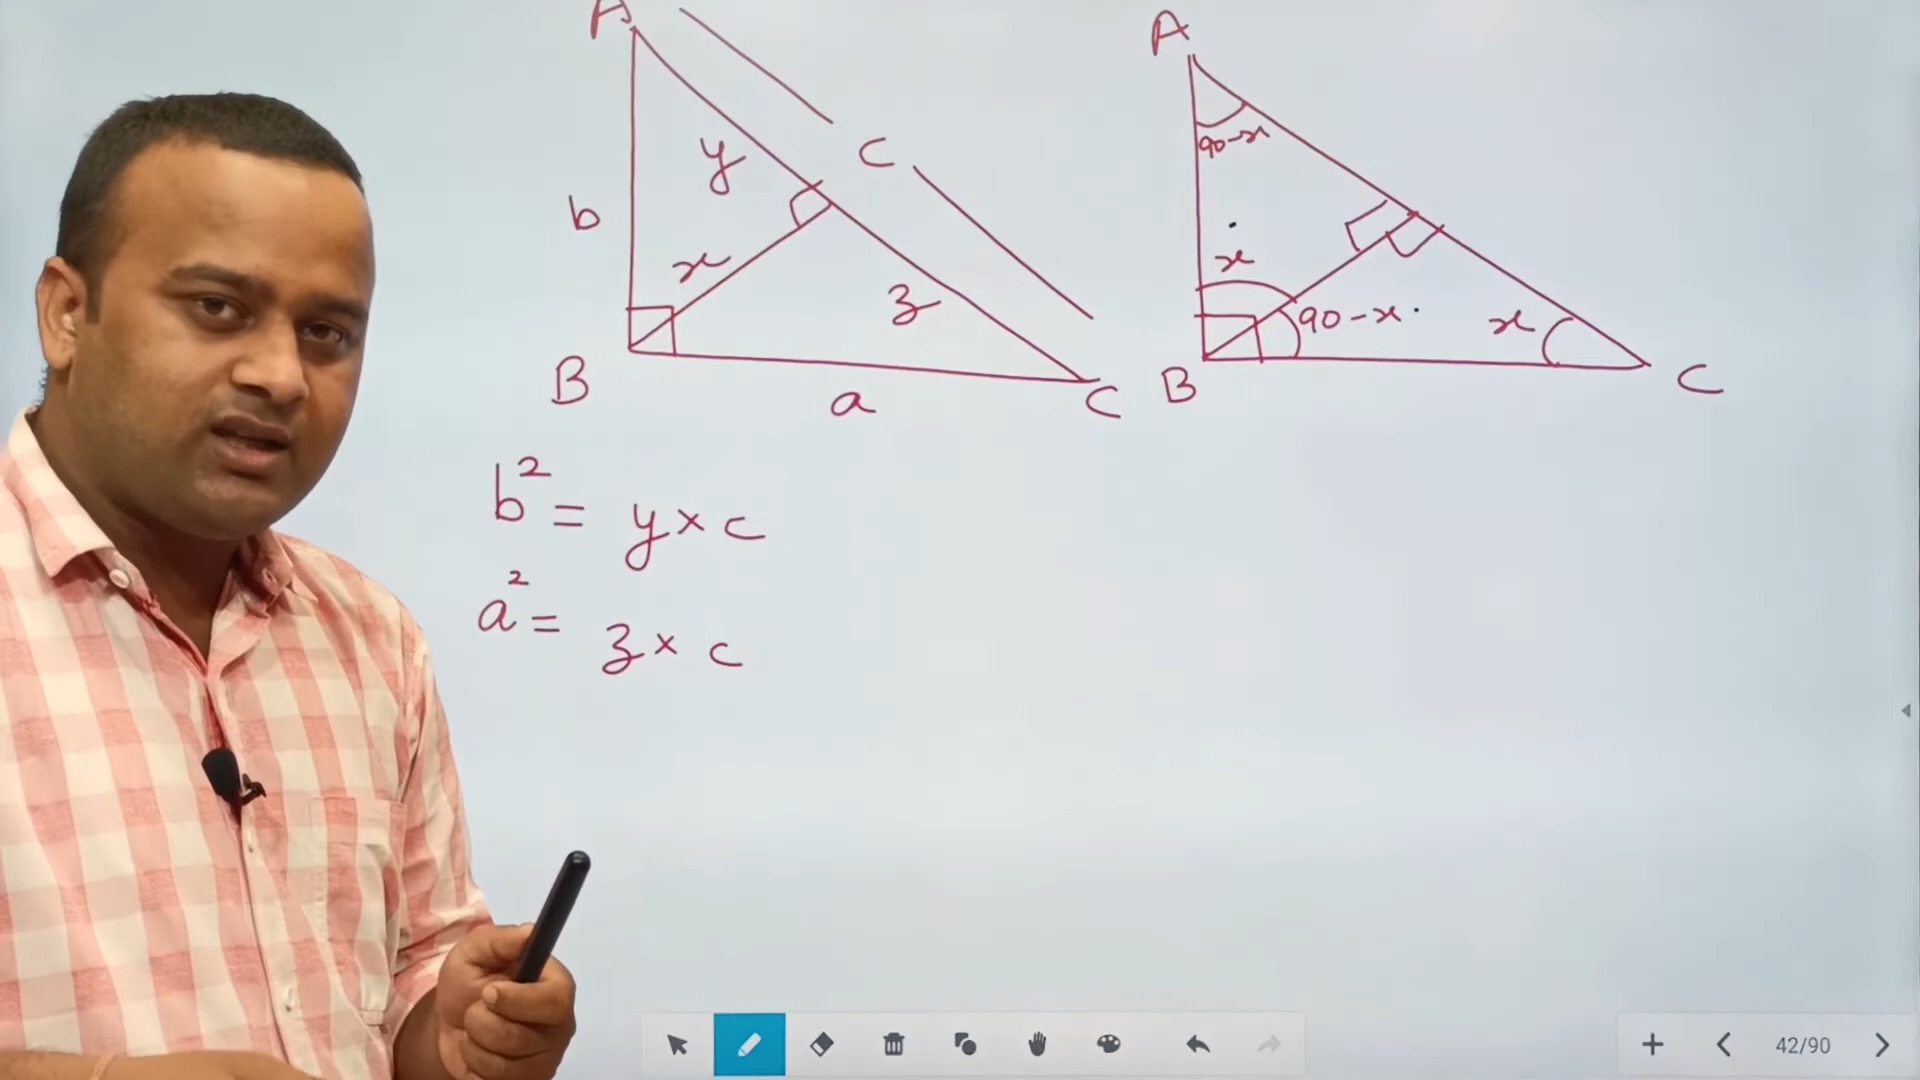 A
y
C
b
x
z
B
a
C
A
90-x
x
90-x
x
B
C
b² = y × c
a² = z × c
42/90